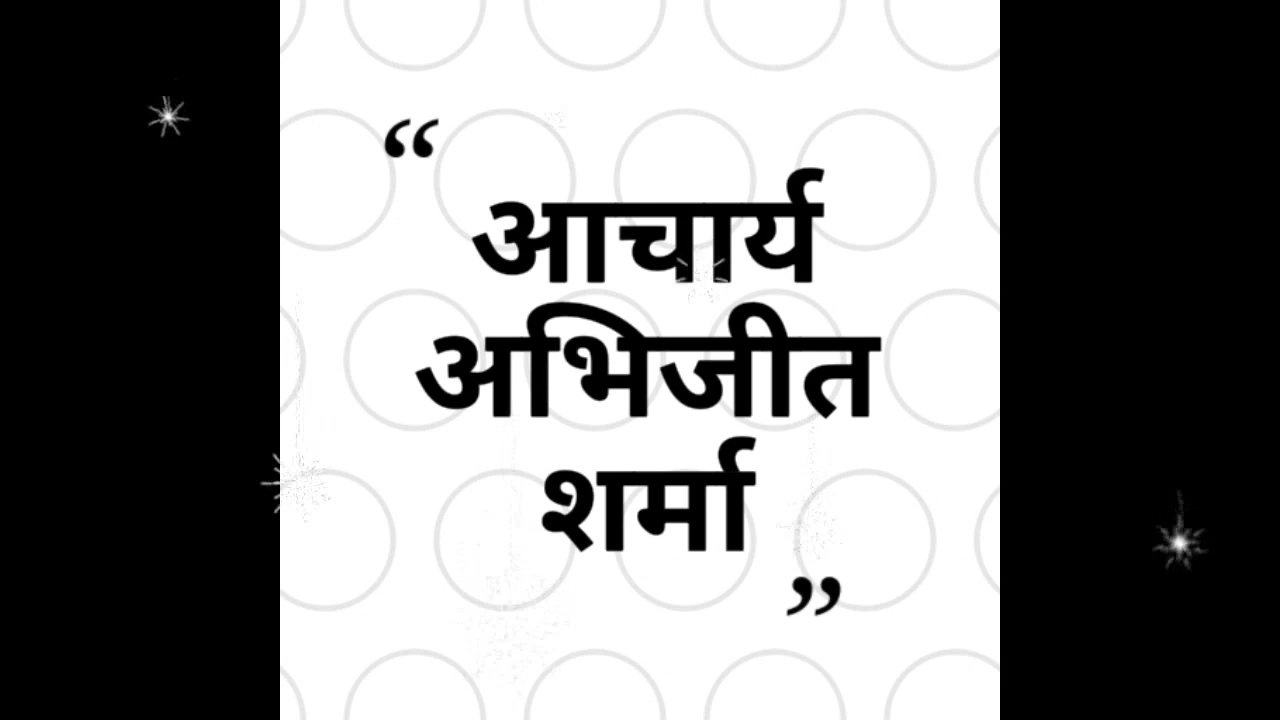 “
आचार्य
अभिजीत
शर्मा
”